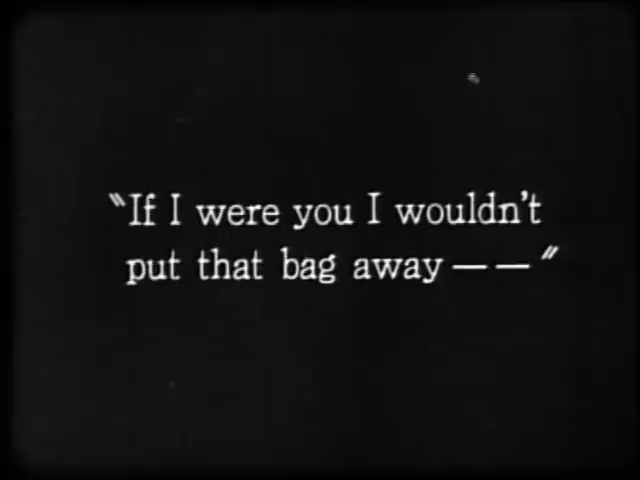 "If I were you I wouldn't
put that bag away — — "